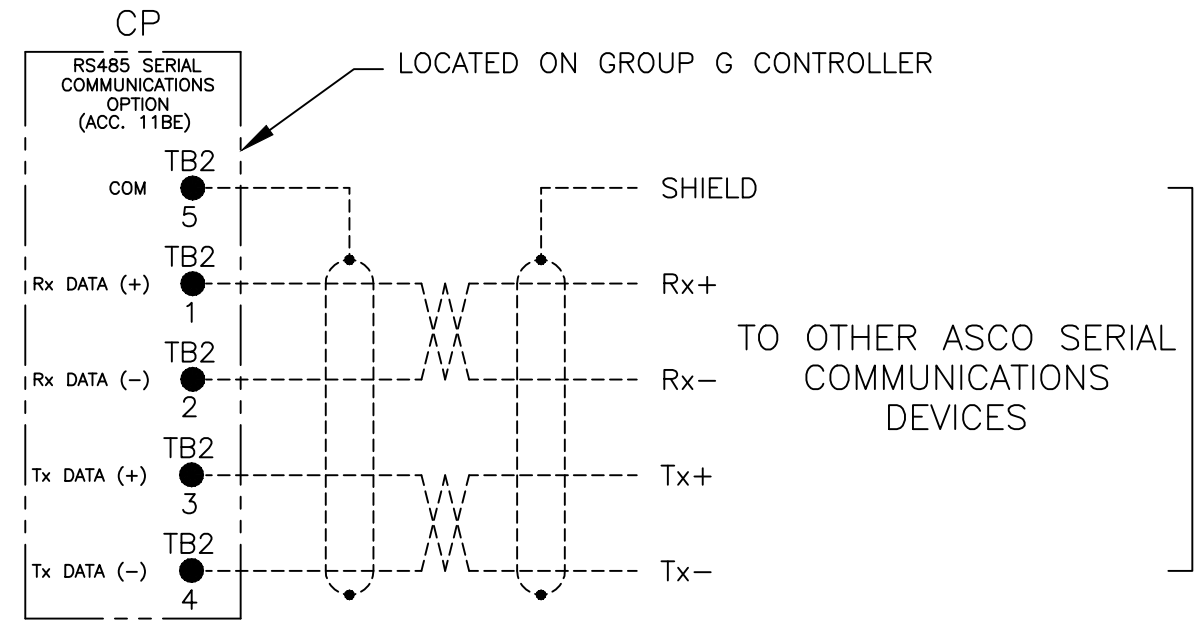 CP
RS485 SERIAL
COMMUNICATIONS
OPTION
(ACC. 11BE)
LOCATED ON GROUP G CONTROLLER
TB2
COM
5
SHIELD
TB2
Rx DATA (+)
1
Rx+
TB2
Rx DATA (-)
2
Rx-
TB2
Tx DATA (+)
3
Tx+
TB2
Tx DATA (-)
4
Tx-
TO OTHER ASCO SERIAL
COMMUNICATIONS
DEVICES